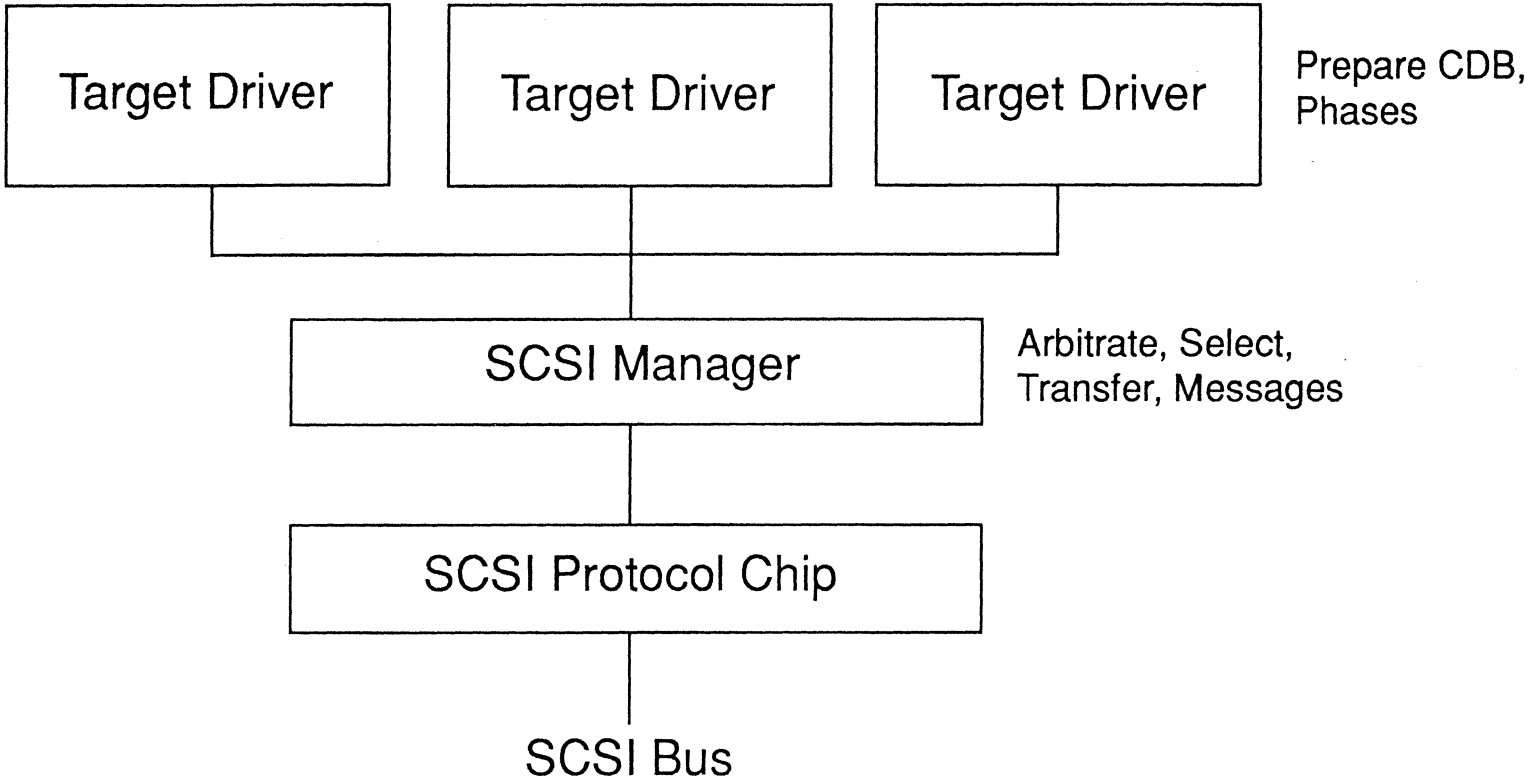 Target Driver
Target Driver
Target Driver
Prepare CDB,
Phases
SCSI Manager
Arbitrate, Select,
Transfer, Messages
SCSI Protocol Chip
SCSI Bus